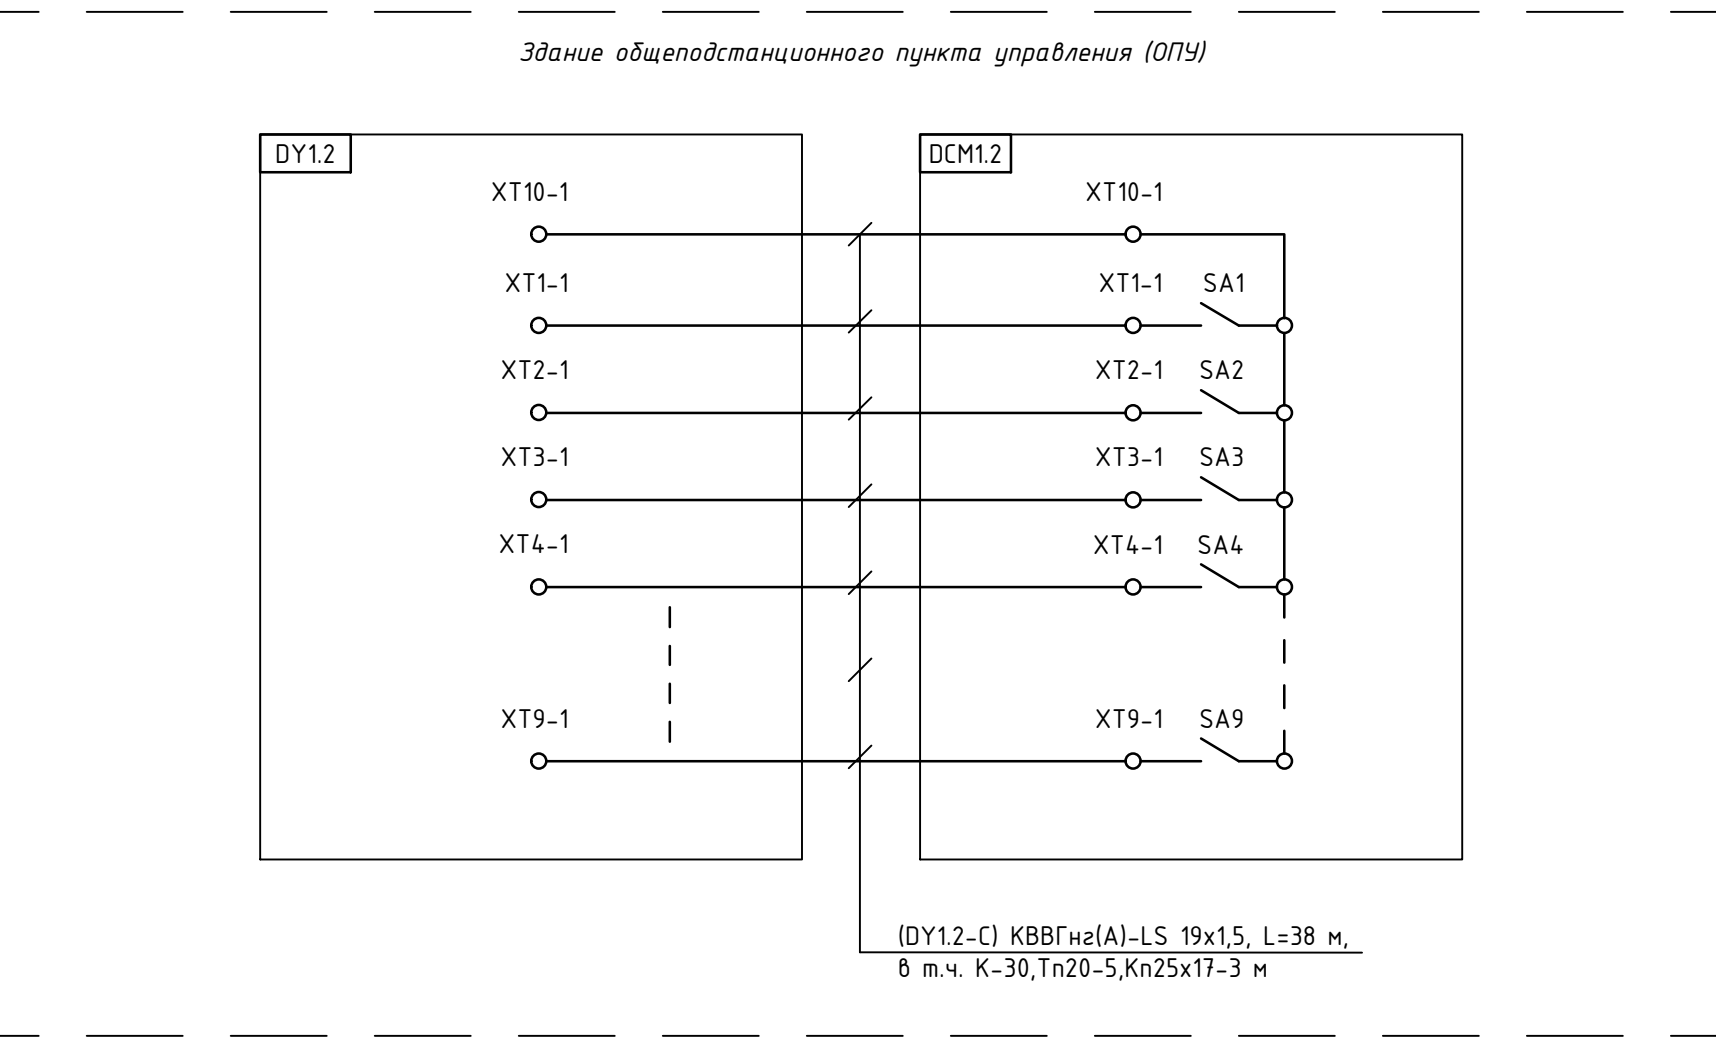 Здание общеподстанционного пункта управления (ОПУ)
DY1.2
DCM1.2
XT10-1
XT10-1
XT1-1
XT1-1 SA1
XT2-1
XT2-1 SA2
XT3-1
XT3-1 SA3
XT4-1
XT4-1 SA4
XT9-1
XT9-1 SA9
(DY1.2-C) КВВГнг(А)-LS 19х1,5, L=38 м,
в т.ч. К-30,Тп20-5,Кп25х17-3 м